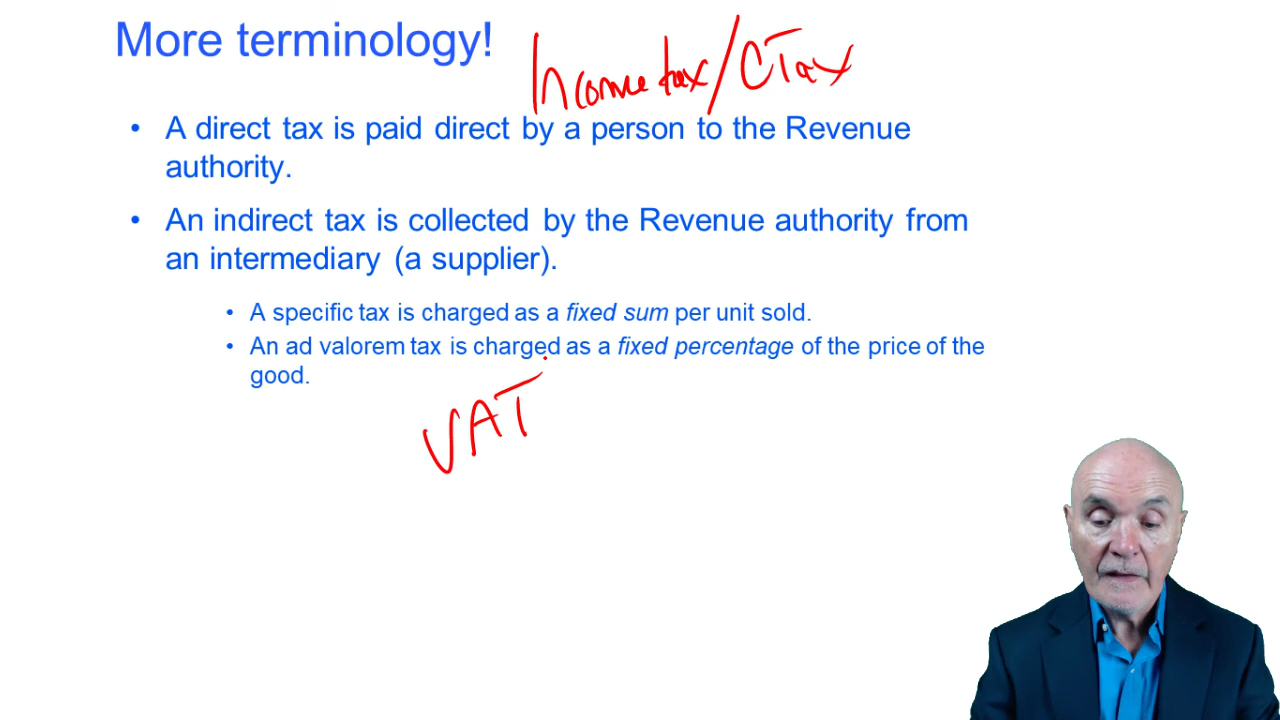 More terminology!
Income tax/CTax
• A direct tax is paid direct by a person to the Revenue
authority.
• An indirect tax is collected by the Revenue authority from
an intermediary (a supplier).
• A specific tax is charged as a fixed sum per unit sold.
• An ad valorem tax is charged as a fixed percentage of the price of the
good.
VAT